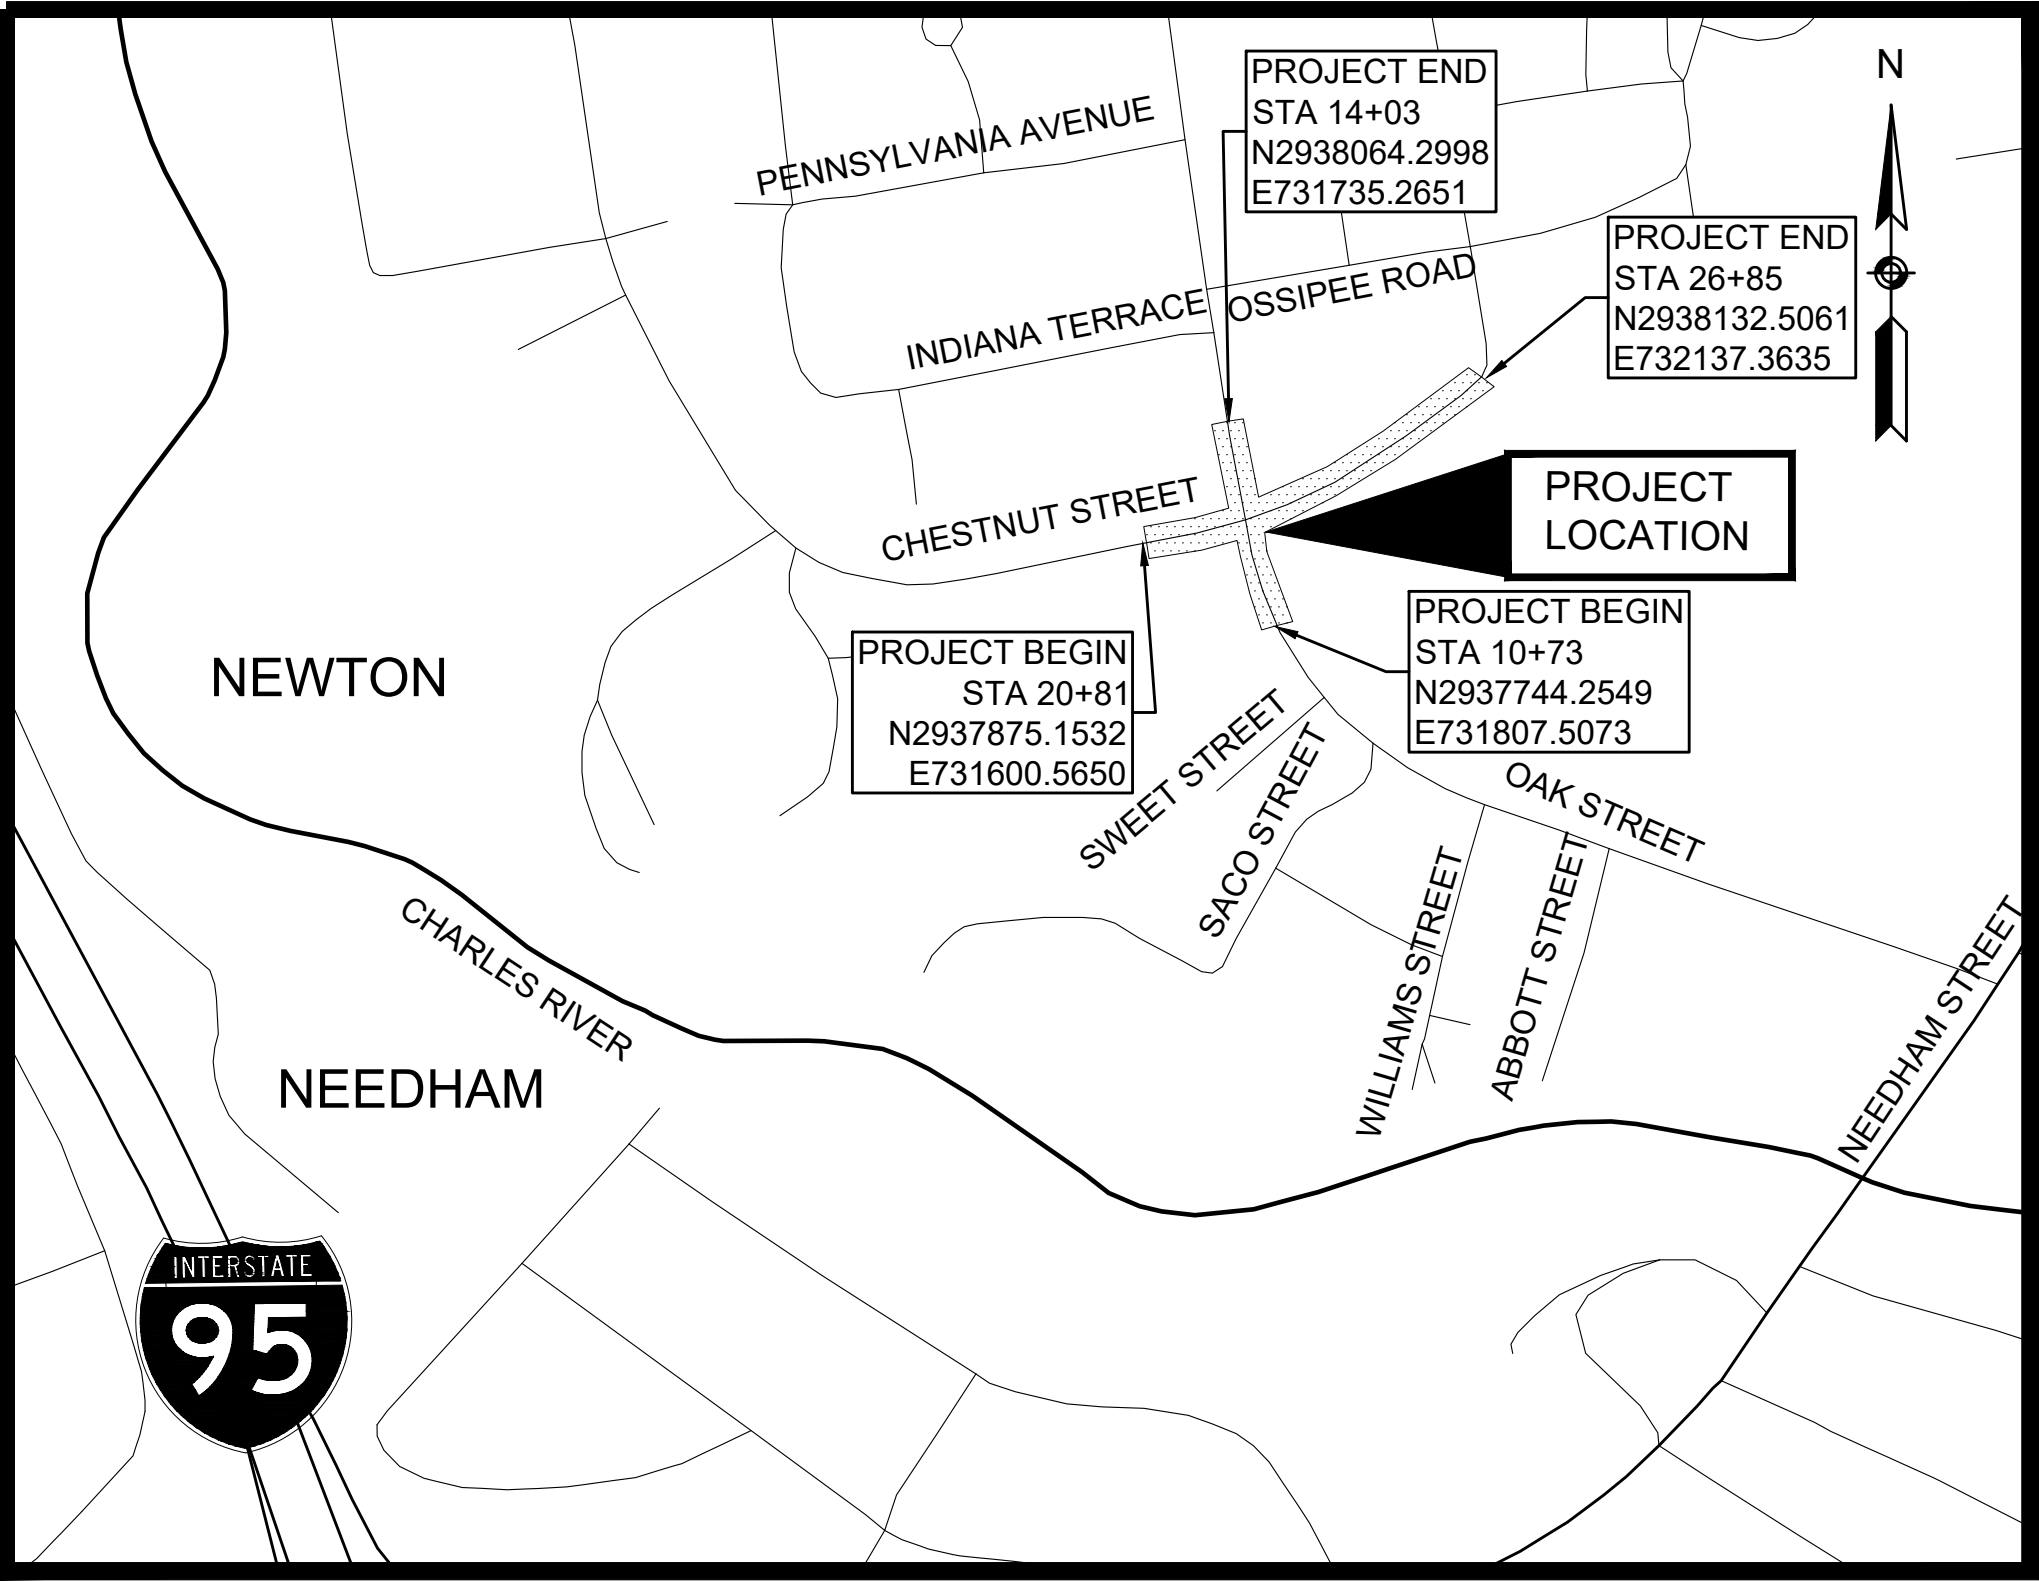 N
PROJECT END
STA 14+03
N2938064.2998
E731735.2651
PENNSYLVANIA AVENUE
PROJECT END
STA 26+85
N2938132.5061
E732137.3635
OSSIPEE ROAD
INDIANA TERRACE
CHESTNUT STREET
PROJECT
LOCATION
PROJECT BEGIN
STA 10+73
N2937744.2549
E731807.5073
PROJECT BEGIN
STA 20+81
N2937875.1532
E731600.5650
NEWTON
SWEET STREET
SACO STREET
OAK STREET
WILLIAMS STREET
ABBOTT STREET
NEEDHAM STREET
CHARLES RIVER
NEEDHAM
INTERSTATE
95